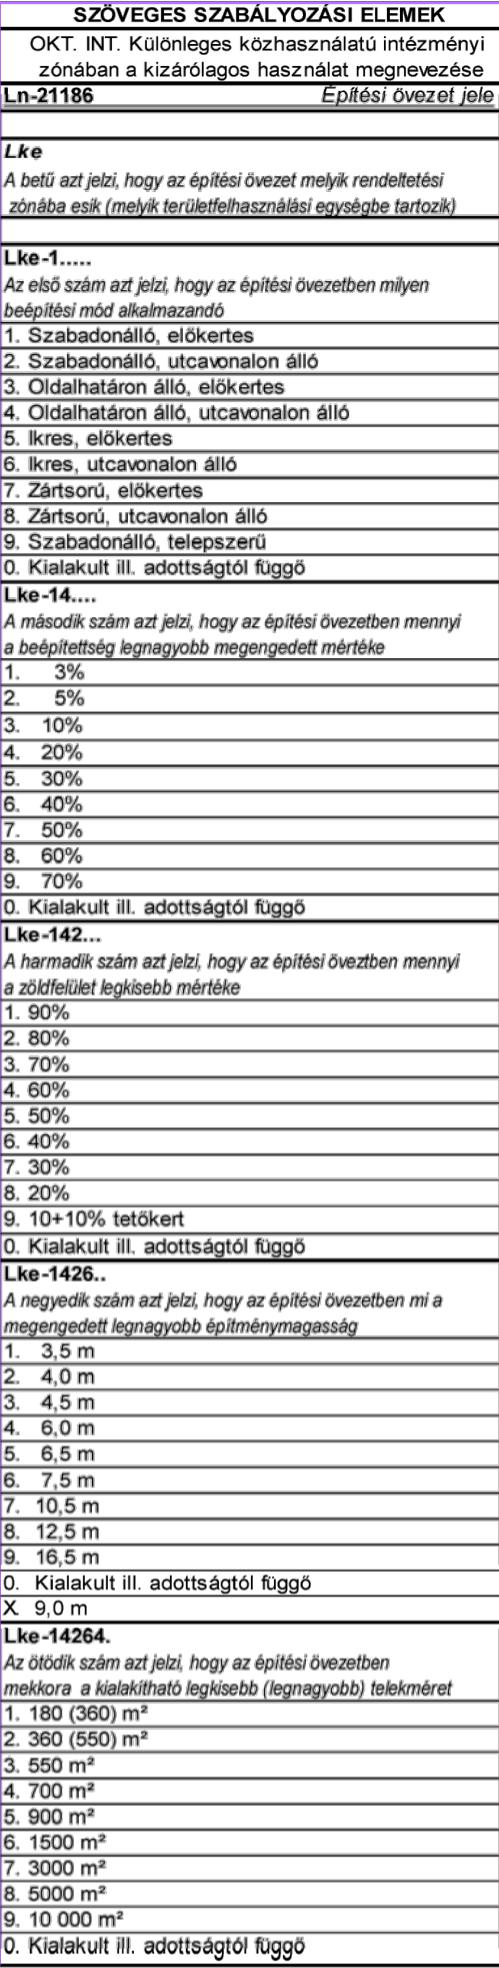 SZÖVEGES SZABÁLYOZÁSI ELEMEK
OKT. INT. Különleges közhasználatú intézményi
zónában a kizárólagos használat megnevezése
Ln-21186 Építési övezet jele
Lke
A betű azt jelzi, hogy az építési övezet melyik rendeltetési
zónába esik (melyik területfelhasználási egységbe tartozik)
Lke-1.....
Az első szám azt jelzi, hogy az építési övezetben milyen
beépítési mód alkalmazandó
1. Szabadonálló, előkertes
2. Szabadonálló, utcavonalon álló
3. Oldalhatáron álló, előkertes
4. Oldalhatáron álló, utcavonalon álló
5. Ikres, előkertes
6. Ikres, utcavonalon álló
7. Zártsorú, előkertes
8. Zártsorú, utcavonalon álló
9. Szabadonálló, telepszerű
0. Kialakult ill. adottságtól függő
Lke-14....
A második szám azt jelzi, hogy az építési övezetben mennyi
a beépítettség legnagyobb megengedett mértéke
1. 3%
2. 5%
3. 10%
4. 20%
5. 30%
6. 40%
7. 50%
8. 60%
9. 70%
0. Kialakult ill. adottságtól függő
Lke-142...
A harmadik szám azt jelzi, hogy az építési öveztben mennyi
a zöldfelület legkisebb mértéke
1. 90%
2. 80%
3. 70%
4. 60%
5. 50%
6. 40%
7. 30%
8. 20%
9. 10+10% tetőkert
0. Kialakult ill. adottságtól függő
Lke-1426..
A negyedik szám azt jelzi, hogy az építési övezetben mi a
megengedett legnagyobb építménymagasság
1. 3,5 m
2. 4,0 m
3. 4,5 m
4. 6,0 m
5. 6,5 m
6. 7,5 m
7. 10,5 m
8. 12,5 m
9. 16,5 m
0. Kialakult ill. adottságtól függő
X. 9,0 m
Lke-14264.
Az ötödik szám azt jelzi, hogy az építési övezetben
mekkora a kialakítható legkisebb (legnagyobb) telekméret
1. 180 (360) m²
2. 360 (550) m²
3. 550 m²
4. 700 m²
5. 900 m²
6. 1500 m²
7. 3000 m²
8. 5000 m²
9. 10 000 m²
0. Kialakult ill. adottságtól függő